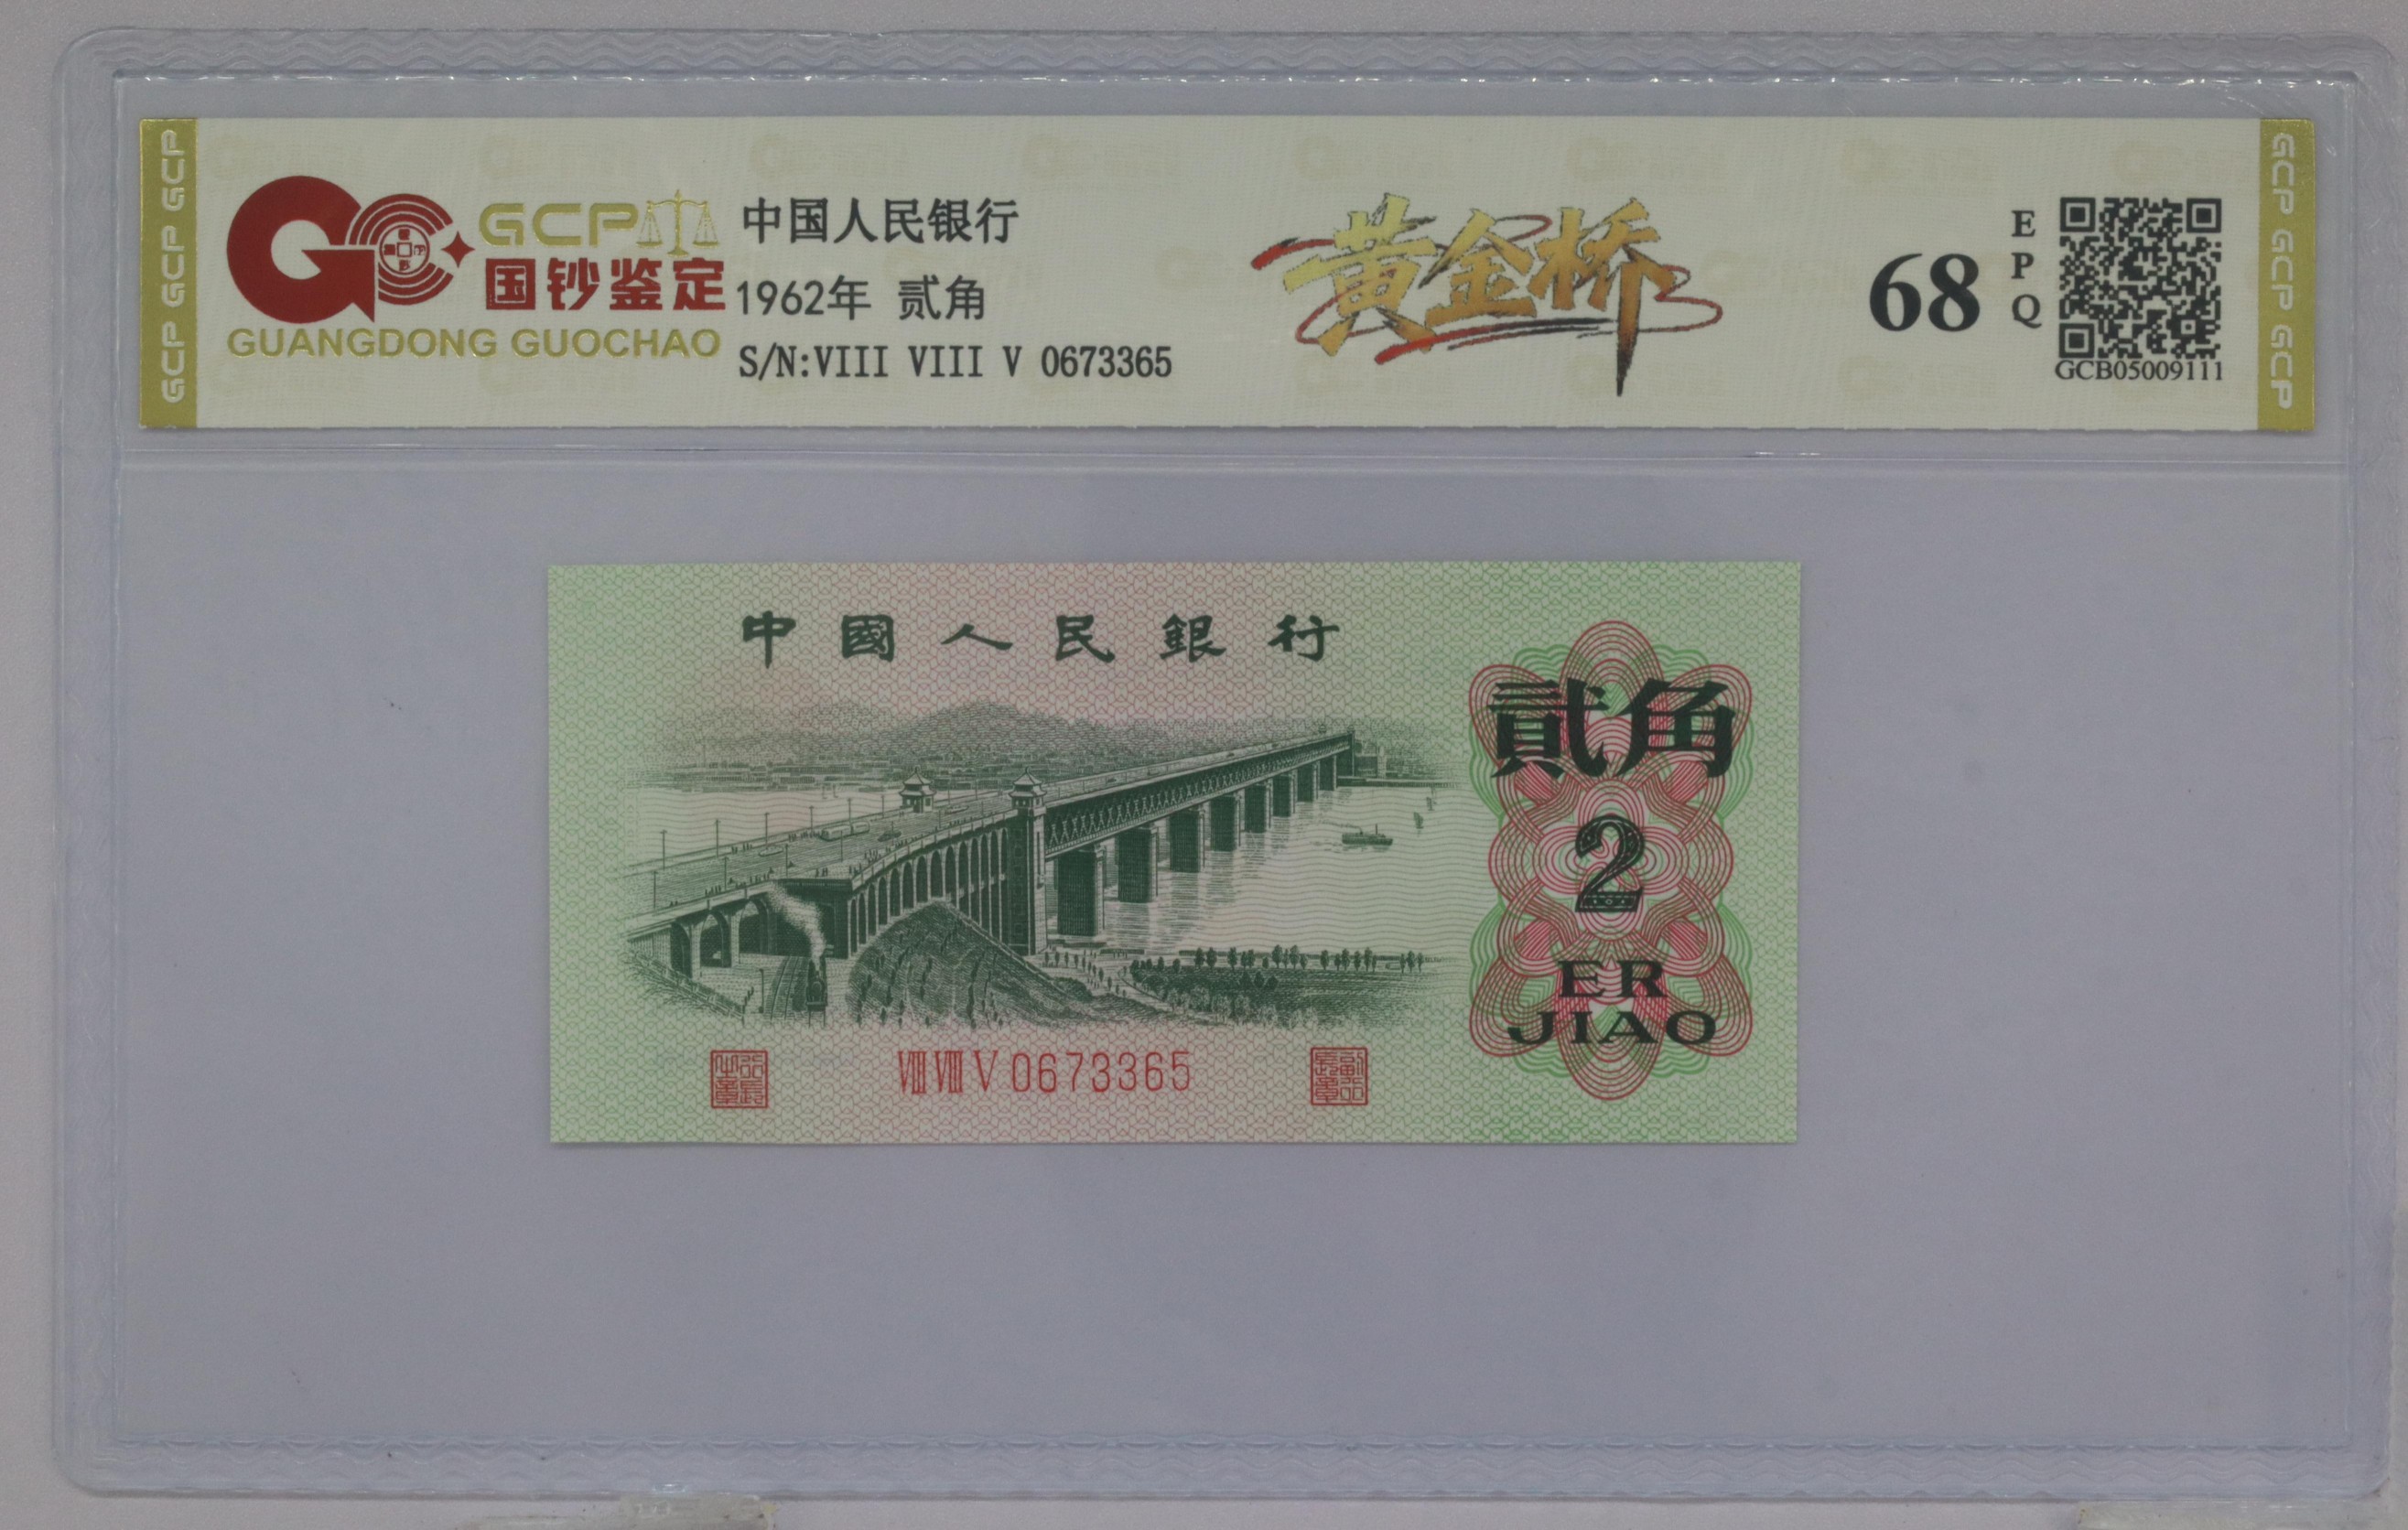 GCP GCP GCP
GCP
国钞鉴定
GUANGDONG GUOCHAO
中国人民银行
1962年 贰角
S/N:VIII VIII V 0673365
黄金桥
68
EPQ
GCB05009111
GCP GCP GCP
中國人民銀行
貳角
2
ER
JIAO
VIII VIII V 0673365